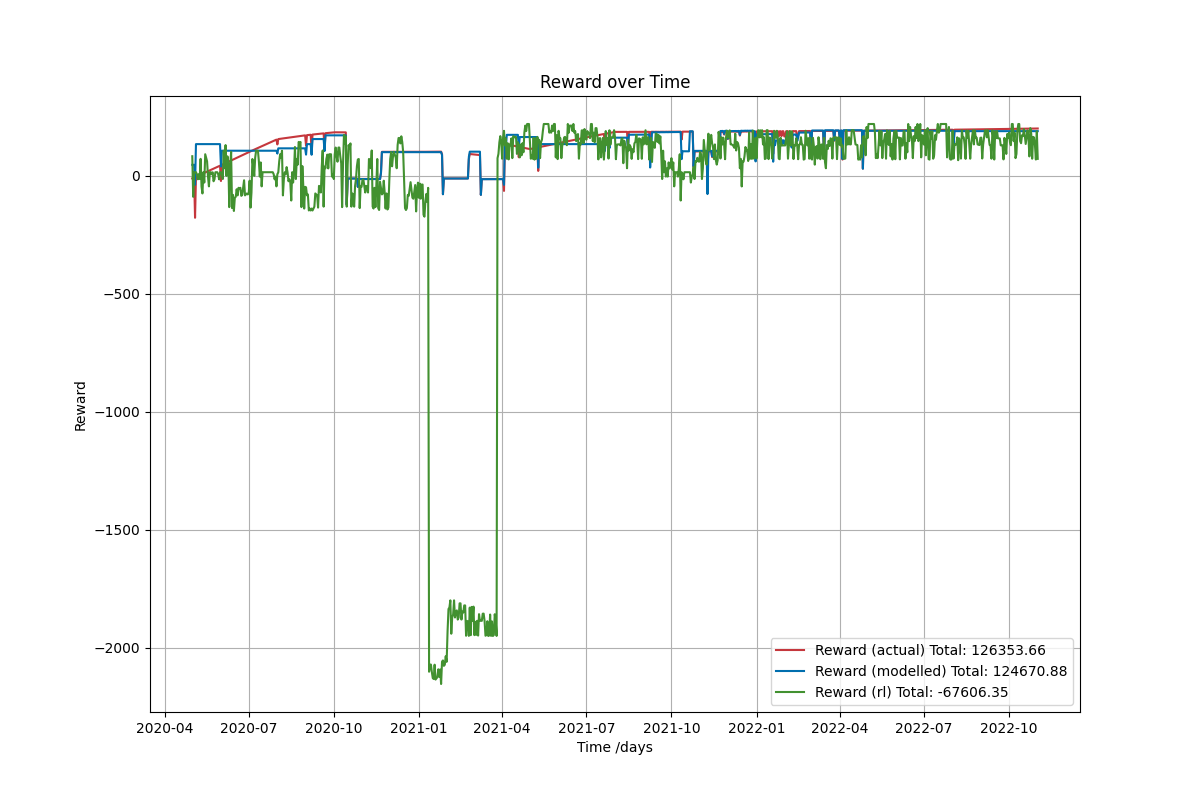 Reward over Time
Reward
0
−500
−1000
−1500
−2000
Reward (actual) Total: 126353.66
Reward (modelled) Total: 124670.88
Reward (rl) Total: -67606.35
2020-04 2020-07 2020-10 2021-01 2021-04 2021-07 2021-10 2022-01 2022-04 2022-07 2022-10
Time /days